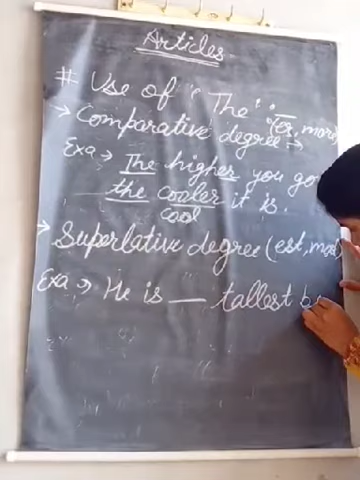 Articles
# Use of "The"
→ Comparative degree → (er, more)
Exa → The higher you go
the cooler it is.
cool
→ Superlative degree (est, most)
Exa → He is __ tallest